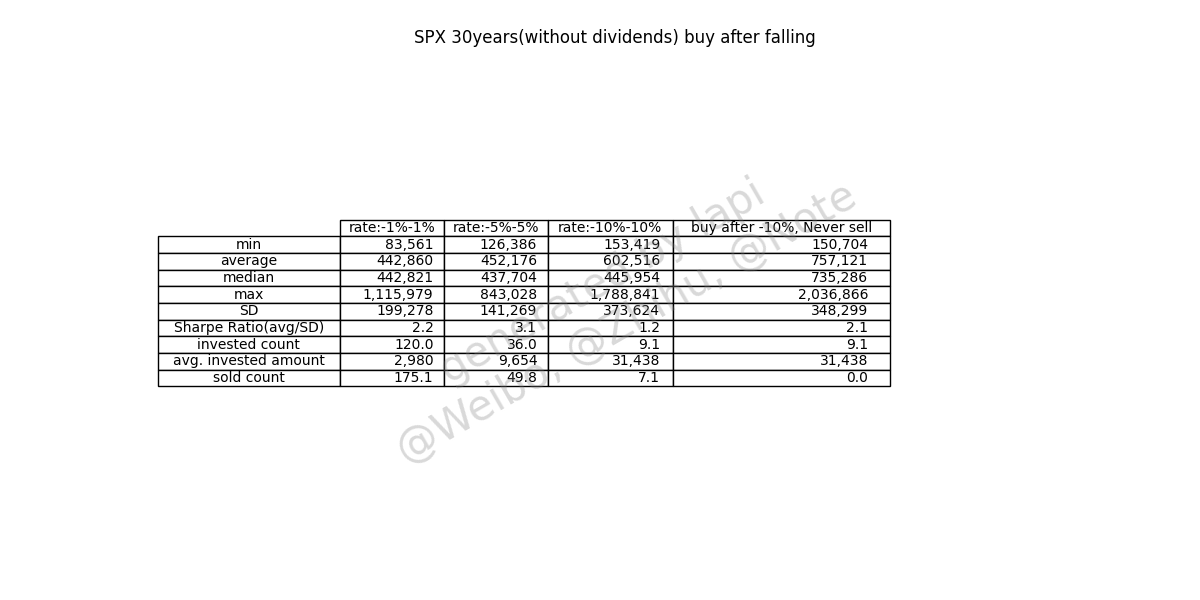 SPX 30years(without dividends) buy after falling
rate:-1%-1% rate:-5%-5% rate:-10%-10% buy after -10%, Never sell
min 83,561 126,386 153,419 150,704
average 442,860 452,176 602,516 757,121
median 442,821 437,704 445,954 735,286
max 1,115,979 843,028 1,788,841 2,036,866
SD 199,278 141,269 373,624 348,299
Sharpe Ratio(avg/SD) 2.2 3.1 1.2 2.1
invested count 120.0 36.0 9.1 9.1
avg. invested amount 2,980 9,654 31,438 31,438
sold count 175.1 49.8 7.1 0.0
generated by Japi
@Weibo, @Zhihu, @Note